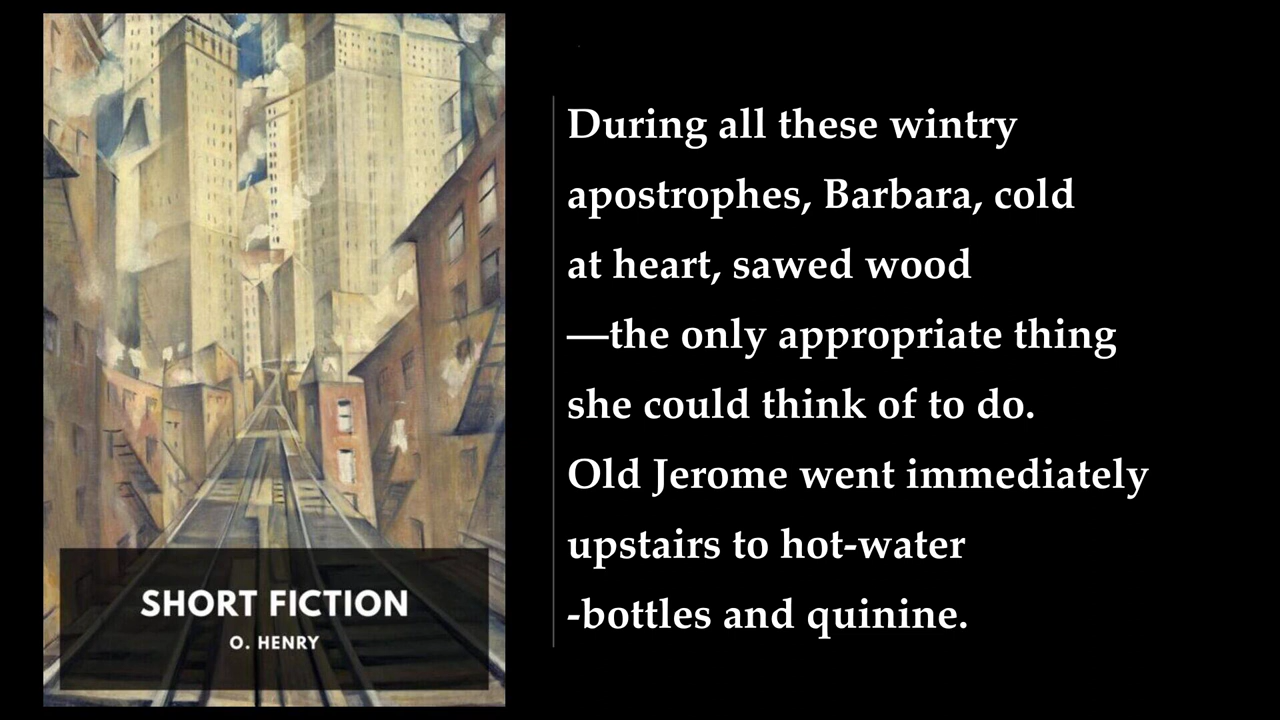 SHORT FICTION
O. HENRY
During all these wintry
apostrophes, Barbara, cold
at heart, sawed wood
—the only appropriate thing
she could think of to do.
Old Jerome went immediately
upstairs to hot-water
-bottles and quinine.